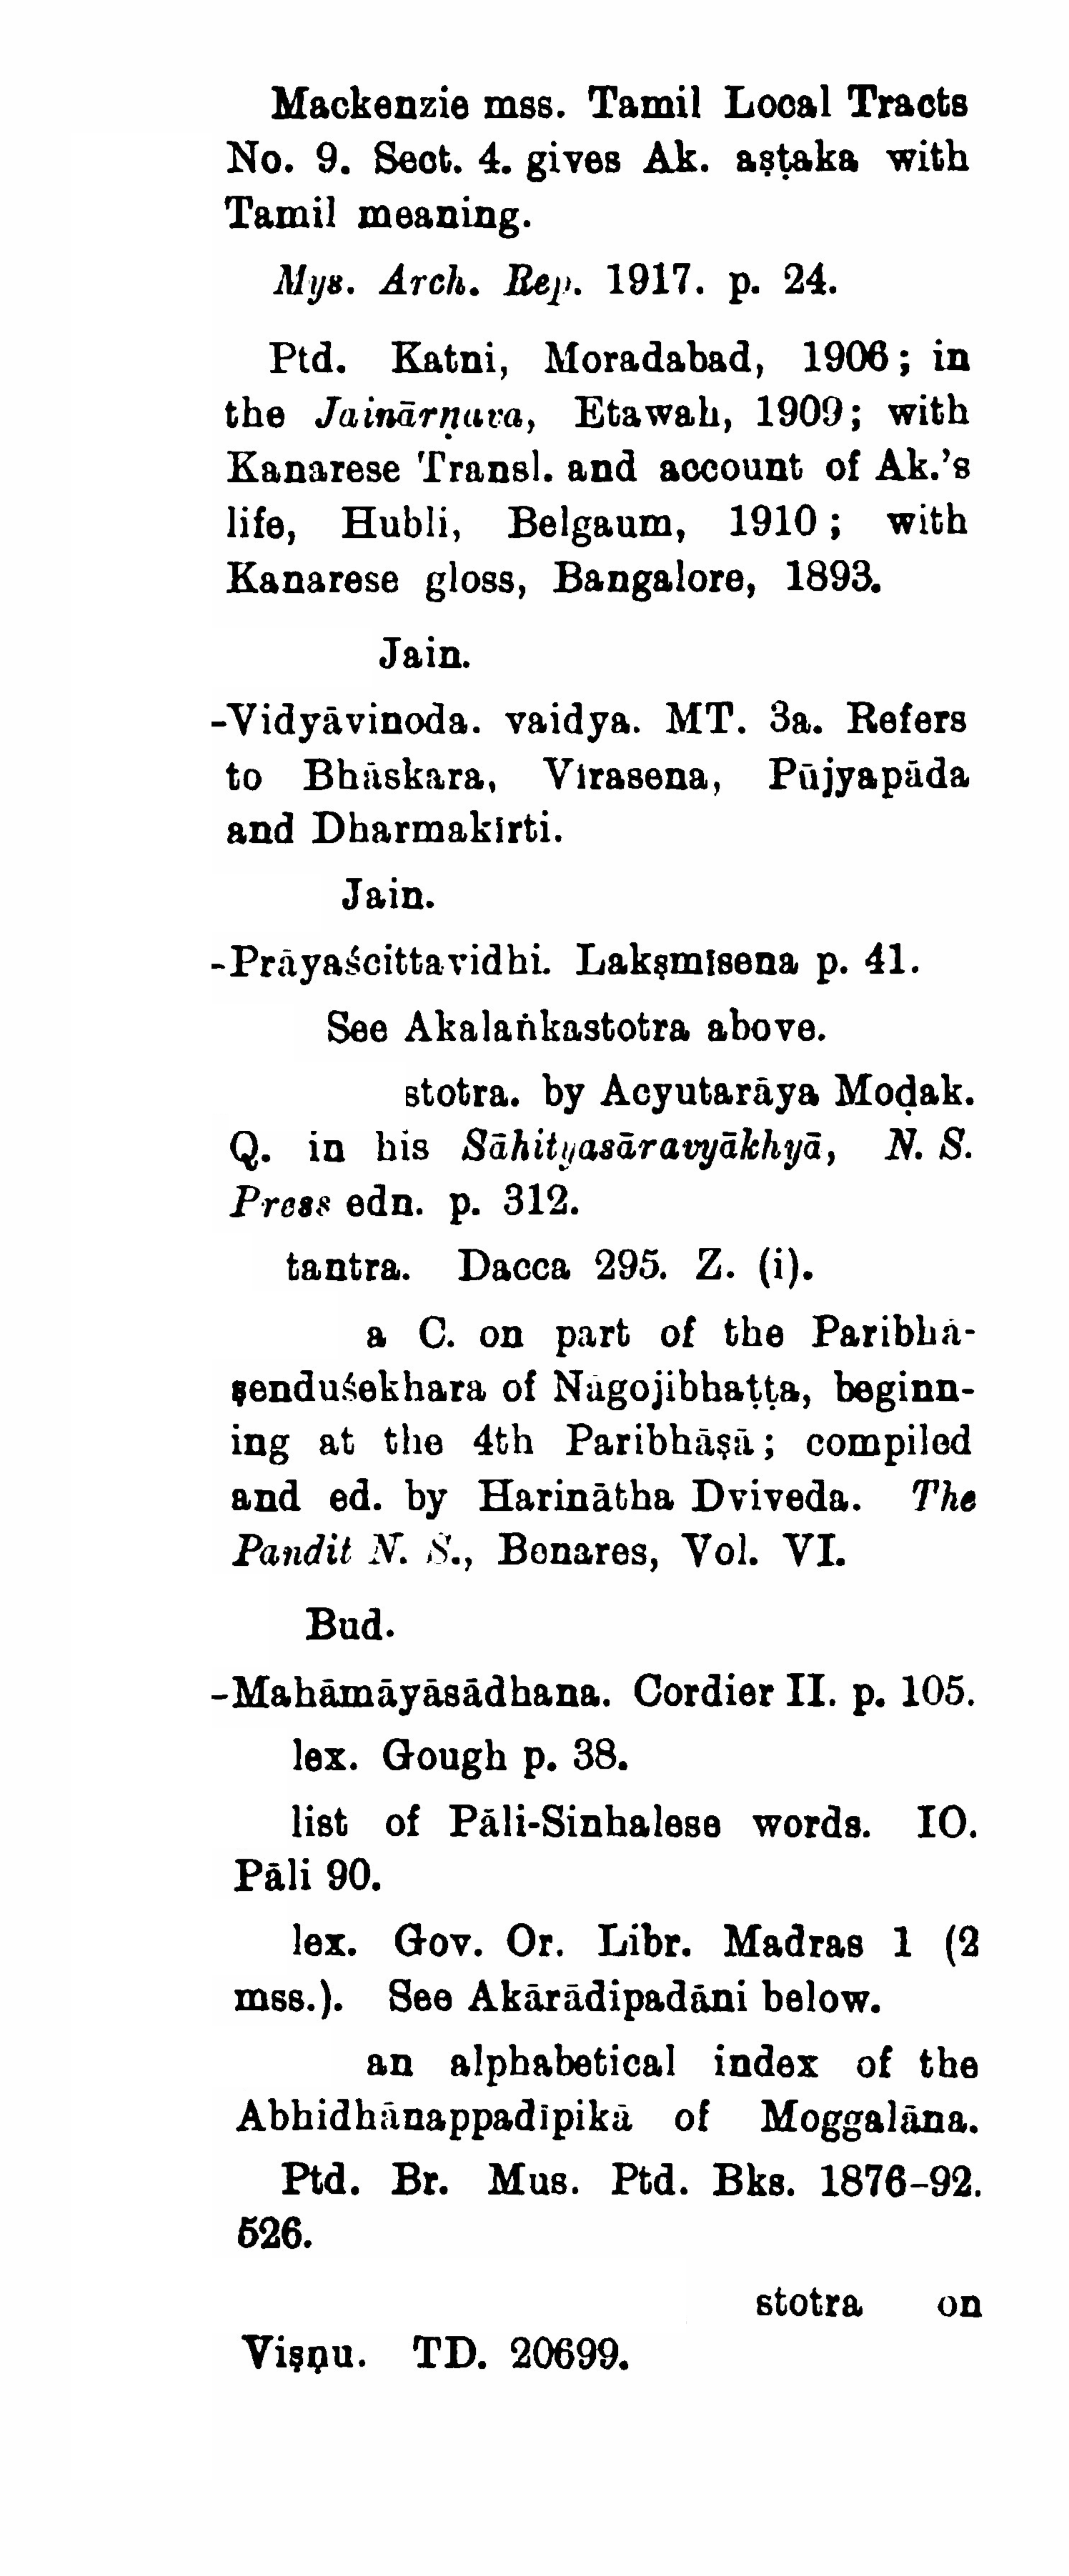 Mackenzie mss. Tamil Local Tracts
No. 9. Sect. 4. gives Ak. aṣṭaka with
Tamil meaning.
Mys. Arch. Rep. 1917. p. 24.
Ptd. Katni, Moradabad, 1906; in
the Jainārṇava, Etawah, 1909; with
Kanarese Transl. and account of Ak.'s
life, Hubli, Belgaum, 1910; with
Kanarese gloss, Bangalore, 1893.
Jain.
-Vidyāvinoda. vaidya. MT. 3a. Refers
to Bhāskara, Vīrasena, Pūjyapāda
and Dharmakīrti.
Jain.
-Prāyaścittavidhi. Lakṣmīsena p. 41.
See Akalaṅkastotra above.
stotra. by Acyutarāya Moḍak.
Q. in his Sāhityasāravyākhyā, N. S.
Press edn. p. 312.
tantra. Dacca 295. Z. (i).
a C. on part of the Paribhā-
ṣenduśekhara of Nāgojibhaṭṭa, beginn-
ing at the 4th Paribhāṣā; compiled
and ed. by Harinātha Dviveda. The
Pandit N. S., Benares, Vol. VI.
Bud.
-Mahāmāyāsādhana. Cordier II. p. 105.
lex. Gough p. 38.
list of Pāli-Sinhalese words. IO.
Pāli 90.
lex. Gov. Or. Libr. Madras 1 (2
mss.). See Akārādipadāni below.
an alphabetical index of the
Abhidhānappadīpikā of Moggalāna.
Ptd. Br. Mus. Ptd. Bks. 1876-92.
526.
stotra on
Viṣṇu. TD. 20699.